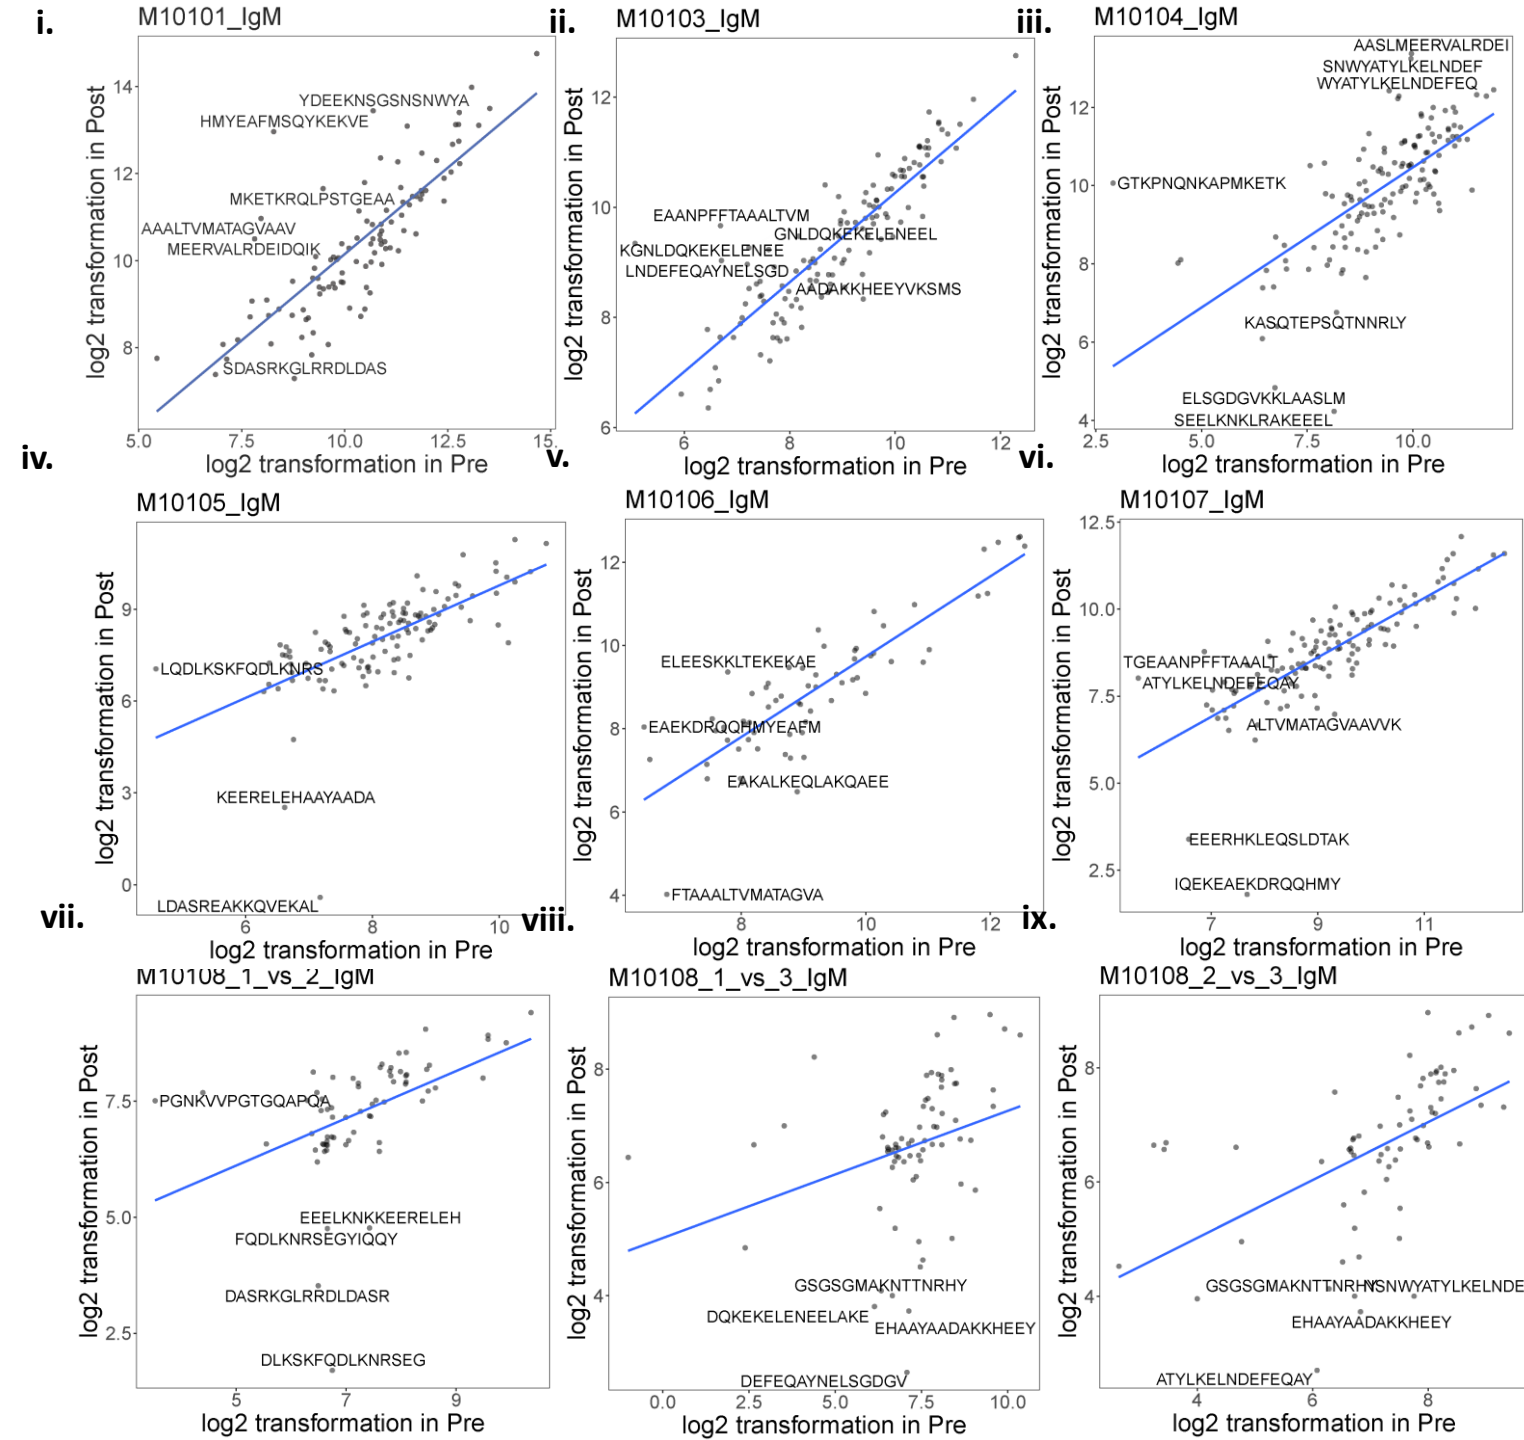 i.
M10101_IgM
log2 transformation in Post
14
12
10
8
YDEEKNSGSNSNWYA
HMYEAFMSQYKEKVE
MKETKRQLPSTGEAA
AAALTVMATAGVAAV
MEERVALRDEIDQIK
SDASRKGLRRDLDAS
5.0 7.5 10.0 12.5 15.
log2 transformation in Pre
ii.
M10103_IgM
log2 transformation in Post
12
10
8
6
EAANPFFTAAALTVM
GNLDQKEKELENEEL
KGNLDQKEKELENEE
LNDEFEQAYNELSGD
AADAKKHEEYVKSMS
6 8 10 12
log2 transformation in Pre
iii.
M10104_IgM
log2 transformation in Post
12
10
8
6
4
AASLMEERVALRDEI
SNWYATYLKELNDEF
WYATYLKELNDEFEQ
GTKPNQNKAPMKETK
KASQTEPSQTNNRLY
ELSGDGVKKLAASLM
SEELKNKLRAKEEEL
2.5 5.0 7.5 10.0
log2 transformation in Pre
iv.
M10105_IgM
log2 transformation in Post
9
6
3
0
LQDLKSKFQDLKNRS
KEERELEHAAYAADA
LDASREAKKQVEKAL
6 8 10
log2 transformation in Pre
v.
M10106_IgM
log2 transformation in Post
12
10
8
6
4
ELEESKKLTEKEKAE
EAEKDRQQHMYEAFM
EAKALKEQLAKQAEE
FTAAALTVMATAGVA
8 10 12
log2 transformation in Pre
vi.
M10107_IgM
log2 transformation in Post
12.5
10.0
7.5
5.0
2.5
TGEAANPFFTAAALT
ATYLKELNDEFEQAY
ALTVMATAGVAAVVK
EEERHKLEQSLDTAK
IQEKEAEKDRQQHMY
7 9 11
log2 transformation in Pre
vii.
M10108_1_vs_2_IgM
log2 transformation in Post
7.5
5.0
2.5
PGNKVVPGTGQAPQA
EEELKNKKEERELEH
FQDLKNRSEGYIQQY
DASRKGLRRDLDASR
DLKSKFQDLKNRSEG
5 7 9
log2 transformation in Pre
viii.
M10108_1_vs_3_IgM
log2 transformation in Post
8
6
4
GSGSGMAKNTTNRHY
DQKEKELENEELAKE
EHAAYAADAKKHEEY
DEFEQAYNELSGDGV
0.0 2.5 5.0 7.5 10.0
log2 transformation in Pre
ix.
M10108_2_vs_3_IgM
log2 transformation in Post
8
6
4
GSGSGMAKNTTNRHY
NSNWYATYLKELNDE
EHAAYAADAKKHEEY
ATYLKELNDEFEQAY
4 6 8
log2 transformation in Pre